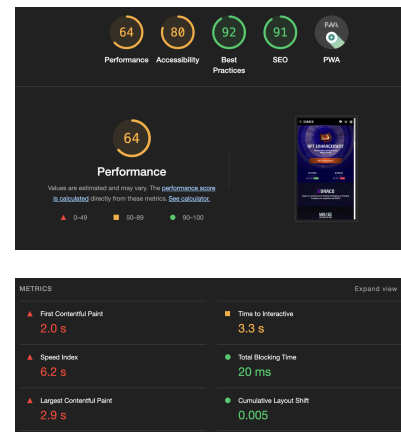 64
80
92
91
PWA
Performance
Accessibility
Best
Practices
SEO
PWA
64
Performance
Values are estimated and may vary. The performance score
is calculated directly from these metrics. See calculator.
0–49
50–89
90–100
NFT ENHANCEMENT
METRICS
Expand view
First Contentful Paint
2.0 s
Time to Interactive
3.3 s
Speed Index
6.2 s
Total Blocking Time
20 ms
Largest Contentful Paint
2.9 s
Cumulative Layout Shift
0.005